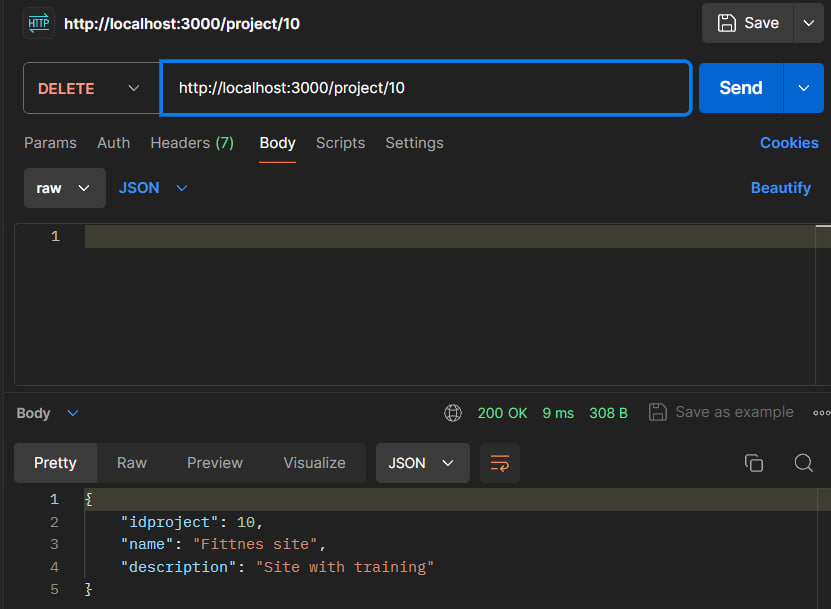 HTTP http://localhost:3000/project/10 Save
DELETE http://localhost:3000/project/10 Send
Params Auth Headers (7) Body Scripts Settings Cookies
raw JSON Beautify
1
Body 200 OK 9 ms 308 B Save as example
Pretty Raw Preview Visualize JSON
1 {
2 "idproject": 10,
3 "name": "Fittnes site",
4 "description": "Site with training"
5 }